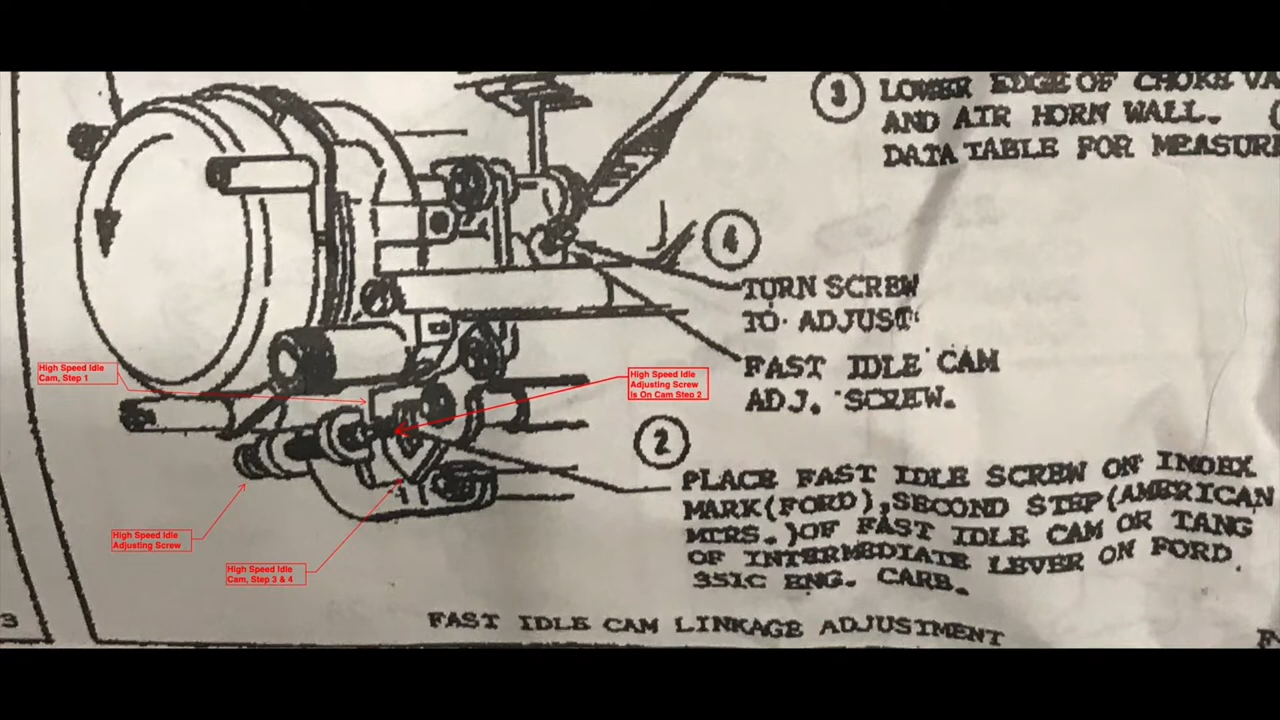 3
LOWER EDGE OF CHOKE VA
AND AIR HORN WALL. (
DATA TABLE FOR MEASURE
4
TURN SCREW
TO ADJUST
FAST IDLE CAM
ADJ. SCREW.
High Speed Idle
Cam, Step 1
High Speed Idle
Adjusting Screw
Is On Cam Step 2
2
PLACE FAST IDLE SCREW ON INDEX
MARK(FORD),SECOND STEP(AMERICAN
MTRS.)OF FAST IDLE CAM OR TANG
OF INTERMEDIATE LEVER ON FORD
351C ENG. CARB.
High Speed Idle
Adjusting Screw
High Speed Idle
Cam, Step 3 & 4
3
FAST IDLE CAM LINKAGE ADJUSTMENT
F